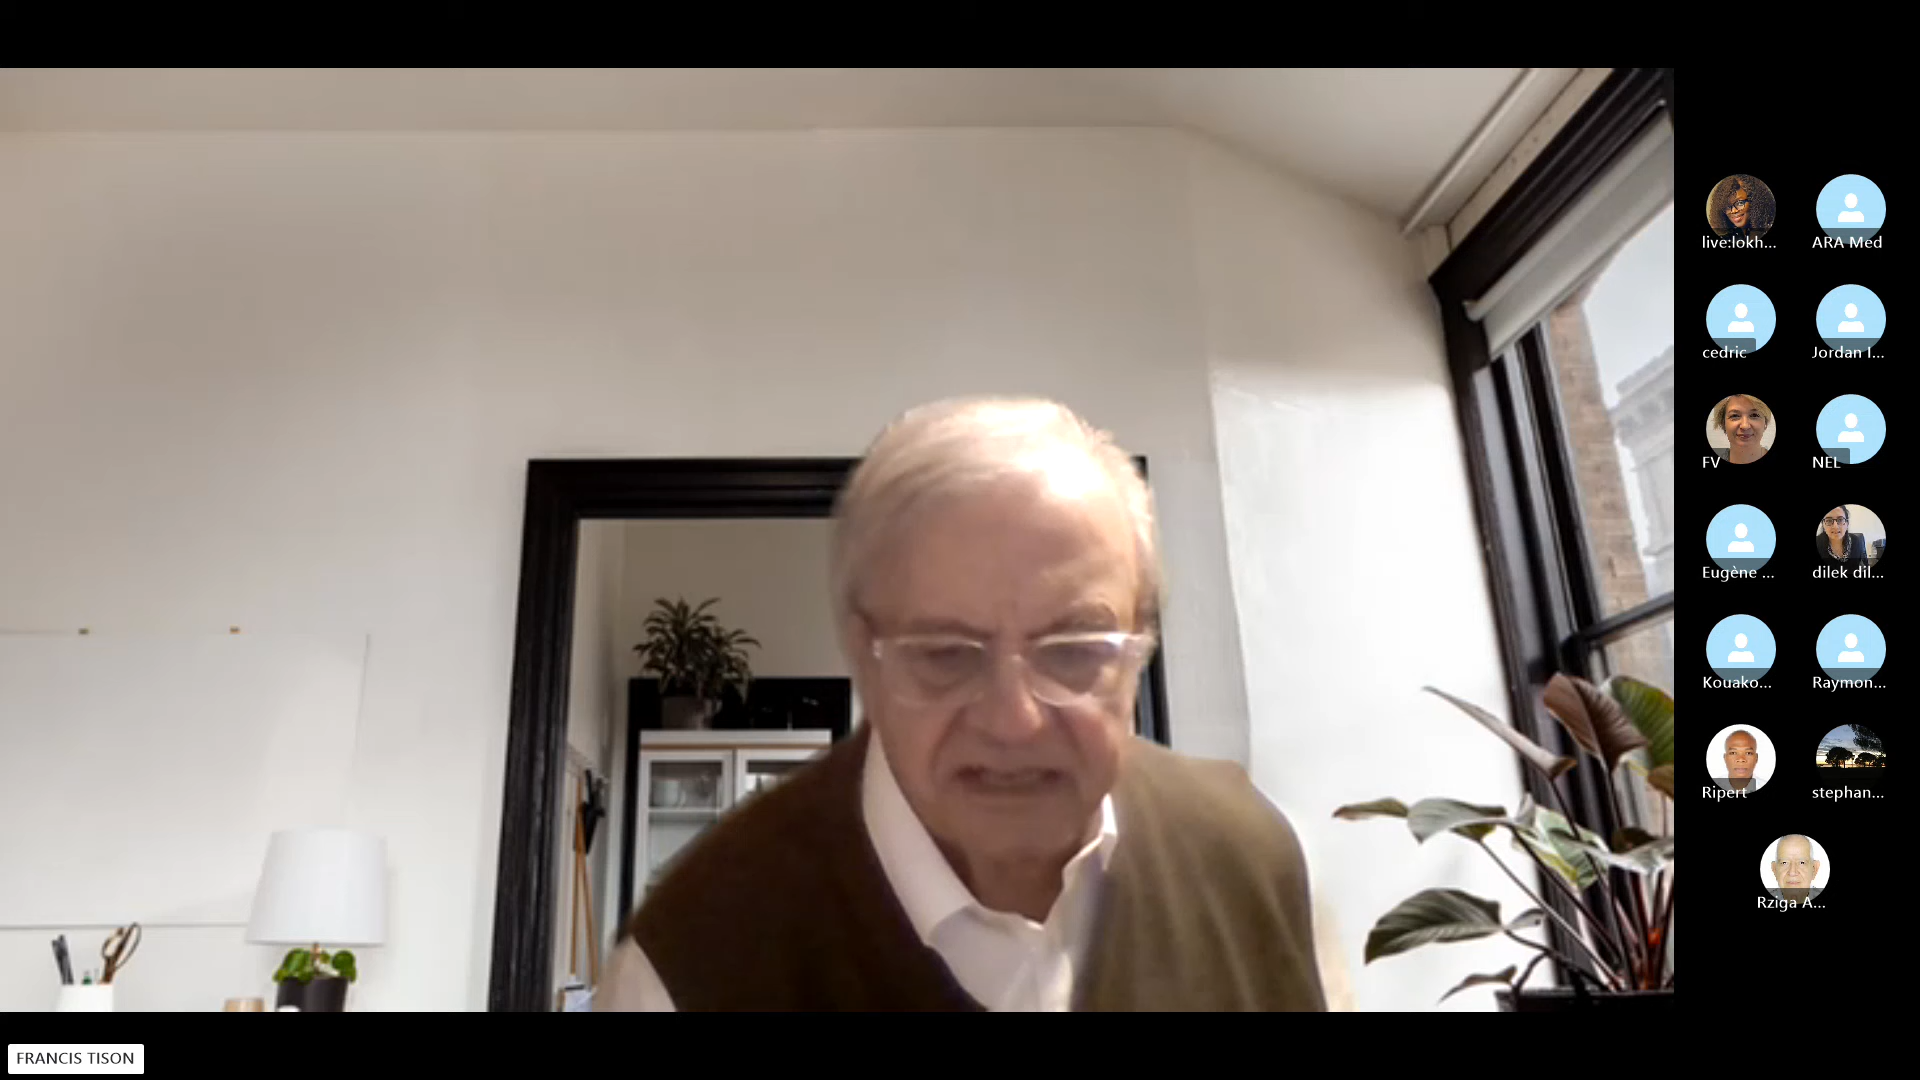 live:lokh...
ARA Med
cedric
Jordan I...
FV
NEL
Eugène ...
dilek dil...
Kouako...
Raymon...
Ripert
stephan...
Rziga A...
FRANCIS TISON